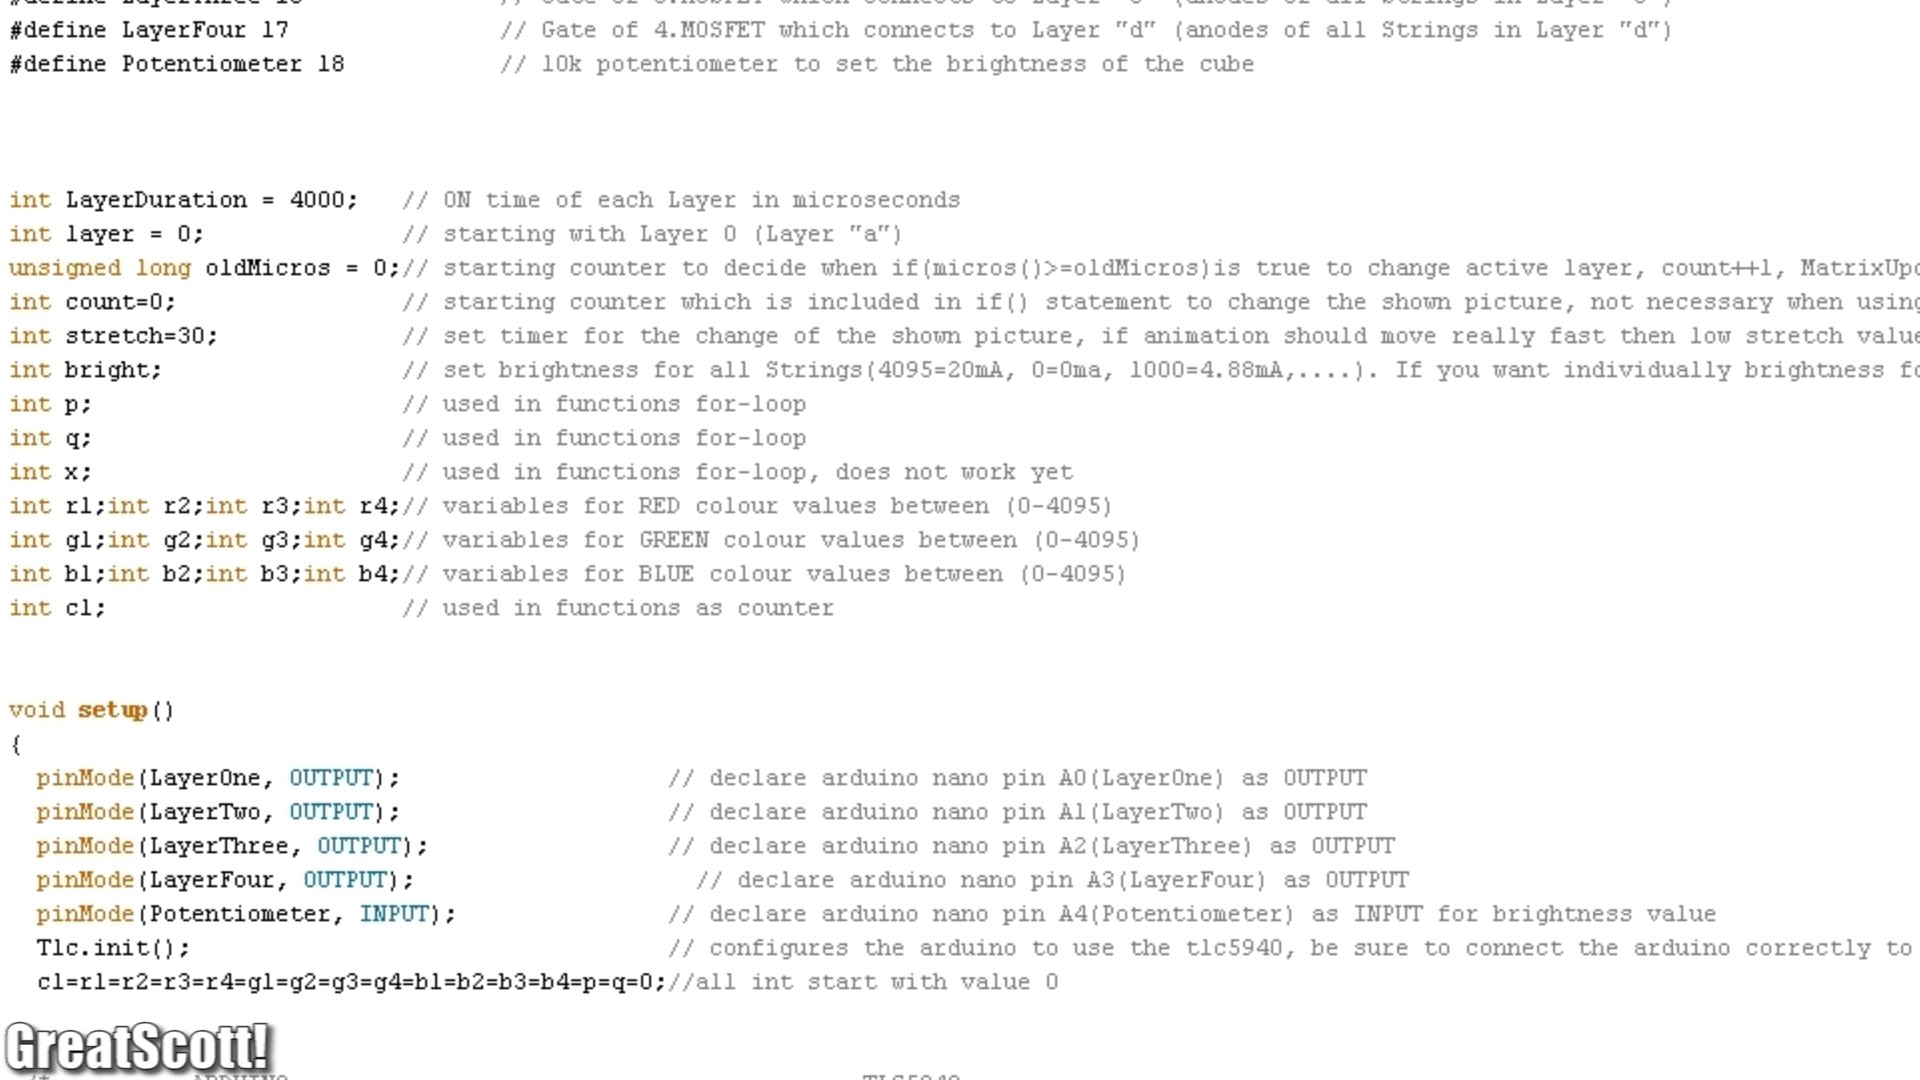 #define LayerFour 17 // Gate of 4.MOSFET which connects to Layer "d" (anodes of all Strings in Layer "d")
#define Potentiometer 18 // 10k potentiometer to set the brightness of the cube
int LayerDuration = 4000; // ON time of each Layer in microseconds
int layer = 0; // starting with Layer 0 (Layer "a")
unsigned long oldMicros = 0;// starting counter to decide when if(micros()>=oldMicros)is true to change active layer, count++1,
int count=0; // starting counter which is included in if() statement to change the shown picture, not necessary when using
int stretch=30; // set timer for the change of the shown picture, if animation should move really fast then low stretch value
int bright; // set brightness for all Strings(4095=20mA, 0=0ma, 1000=4.88mA,....). If you want individually brightness
int p; // used in functions for-loop
int q; // used in functions for-loop
int x; // used in functions for-loop, does not work yet
int r1;int r2;int r3;int r4;// variables for RED colour values between (0-4095)
int g1;int g2;int g3;int g4;// variables for GREEN colour values between (0-4095)
int b1;int b2;int b3;int b4;// variables for BLUE colour values between (0-4095)
int c1; // used in functions as counter
void setup()
{
pinMode(LayerOne, OUTPUT); // declare arduino nano pin A0(LayerOne) as OUTPUT
pinMode(LayerTwo, OUTPUT); // declare arduino nano pin A1(LayerTwo) as OUTPUT
pinMode(LayerThree, OUTPUT); // declare arduino nano pin A2(LayerThree) as OUTPUT
pinMode(LayerFour, OUTPUT); // declare arduino nano pin A3(LayerFour) as OUTPUT
pinMode(Potentiometer, INPUT); // declare arduino nano pin A4(Potentiometer) as INPUT for brightness value
Tlc.init(); // configures the arduino to use the tlc5940, be sure to connect the arduino correctly to
c1=r1=r2=r3=r4=g1=g2=g3=g4=b1=b2=b3=b4=p=q=0;//all int start with value 0
GreatScott!